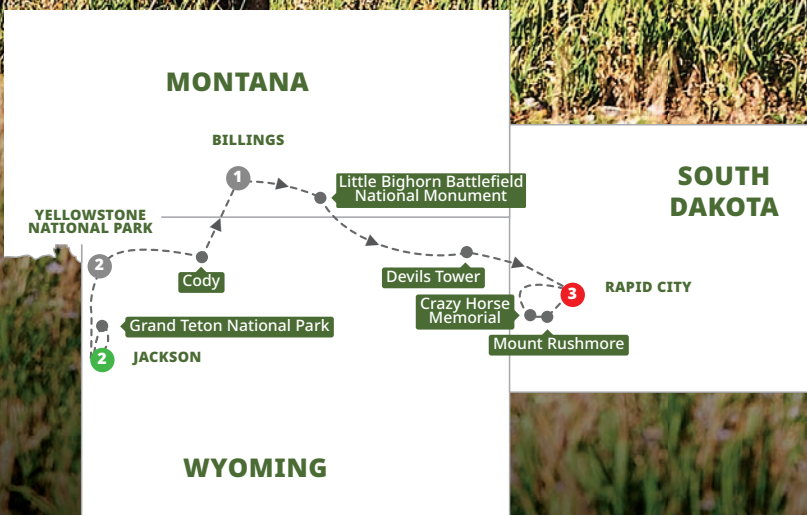 MONTANA
BILLINGS
1
Little Bighorn Battlefield
National Monument
SOUTH
DAKOTA
YELLOWSTONE
NATIONAL PARK
2
Cody
Devils Tower
3
RAPID CITY
Crazy Horse
Memorial
Grand Teton National Park
Mount Rushmore
2
JACKSON
WYOMING